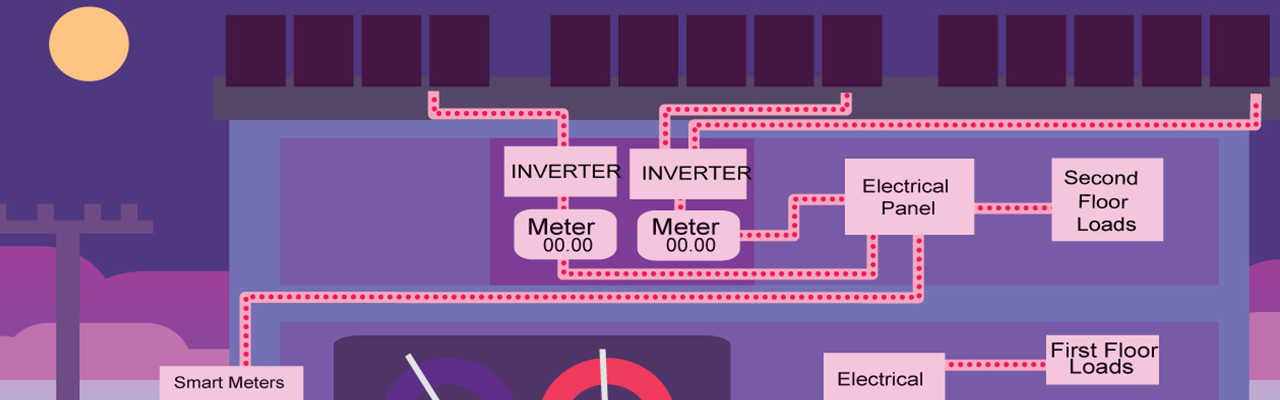 INVERTER
INVERTER
Meter
00.00
Meter
00.00
Electrical
Panel
Second
Floor
Loads
Smart Meters
Electrical
First Floor
Loads